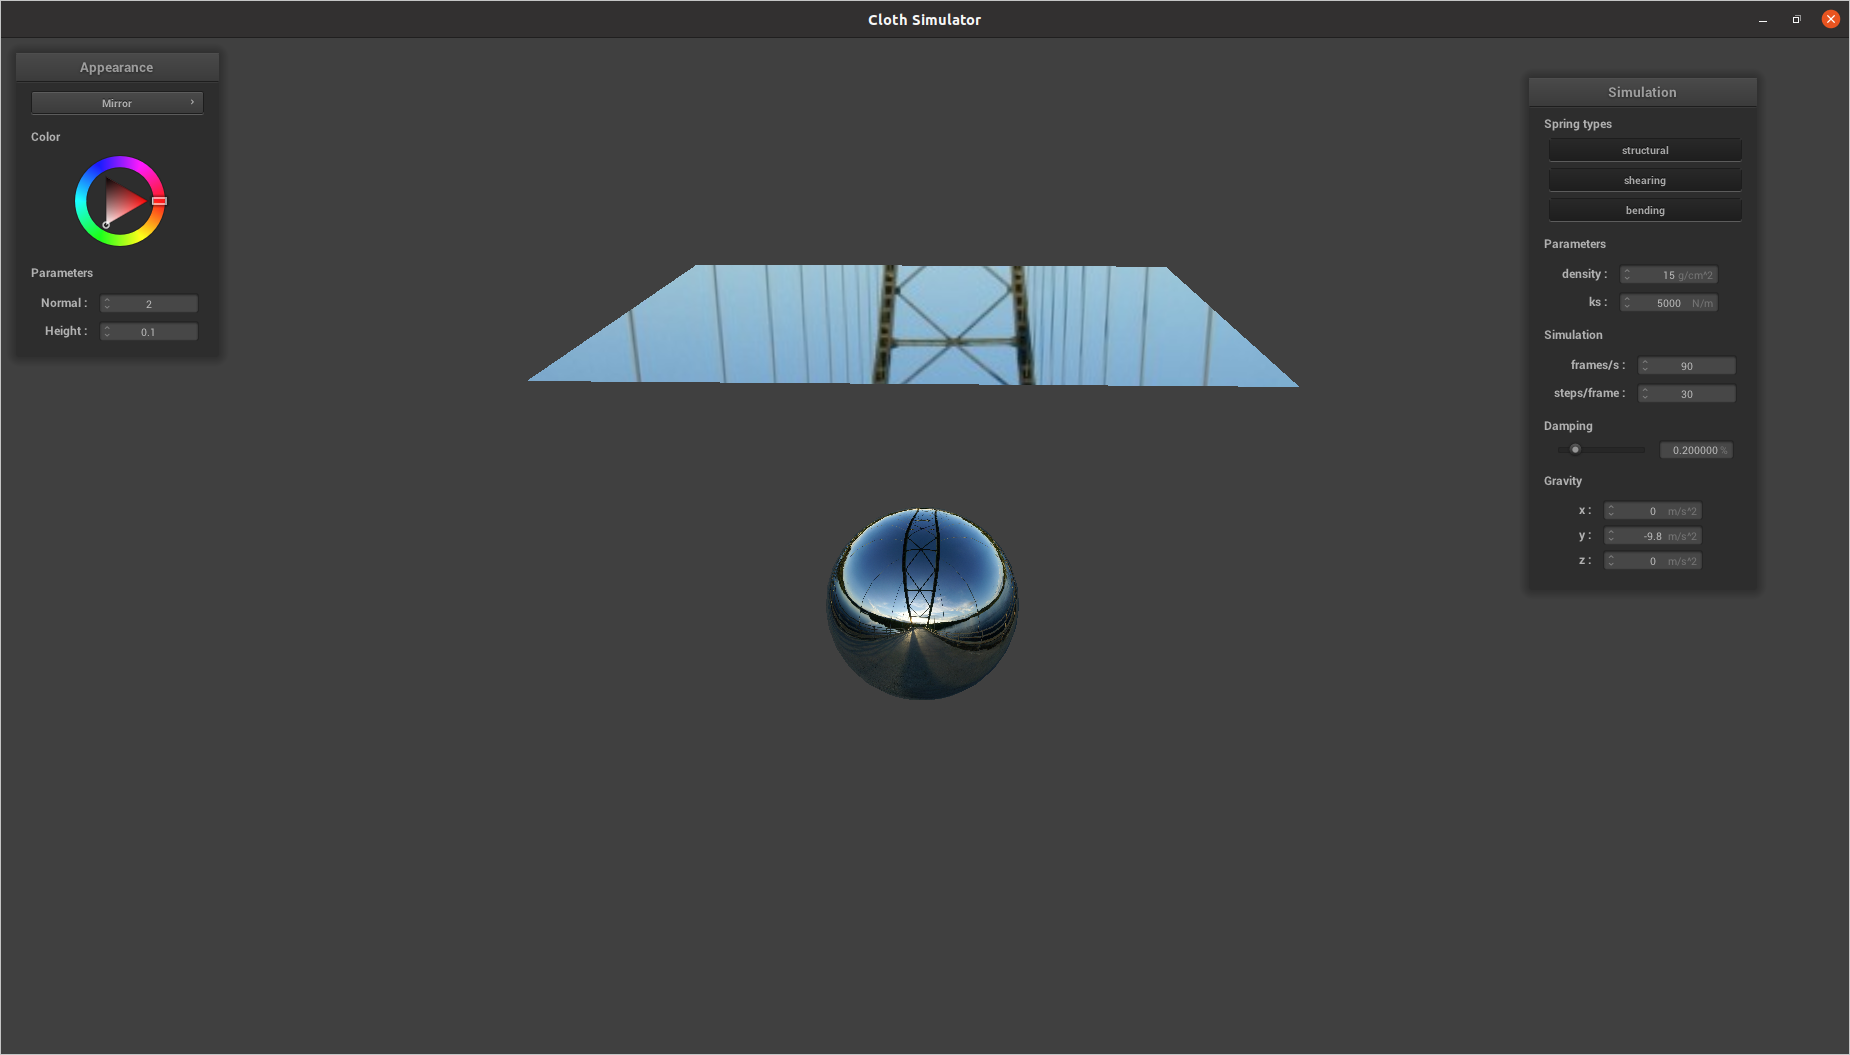 Cloth Simulator
Appearance
Mirror
Color
Parameters
Normal : 2
Height : 0.1
Simulation
Spring types
structural
shearing
bending
Parameters
density : 15 g/cm^2
ks : 5000 N/m
Simulation
frames/s : 90
steps/frame : 30
Damping
0.200000 %
Gravity
x : 0 m/s^2
y : -9.8 m/s^2
z : 0 m/s^2